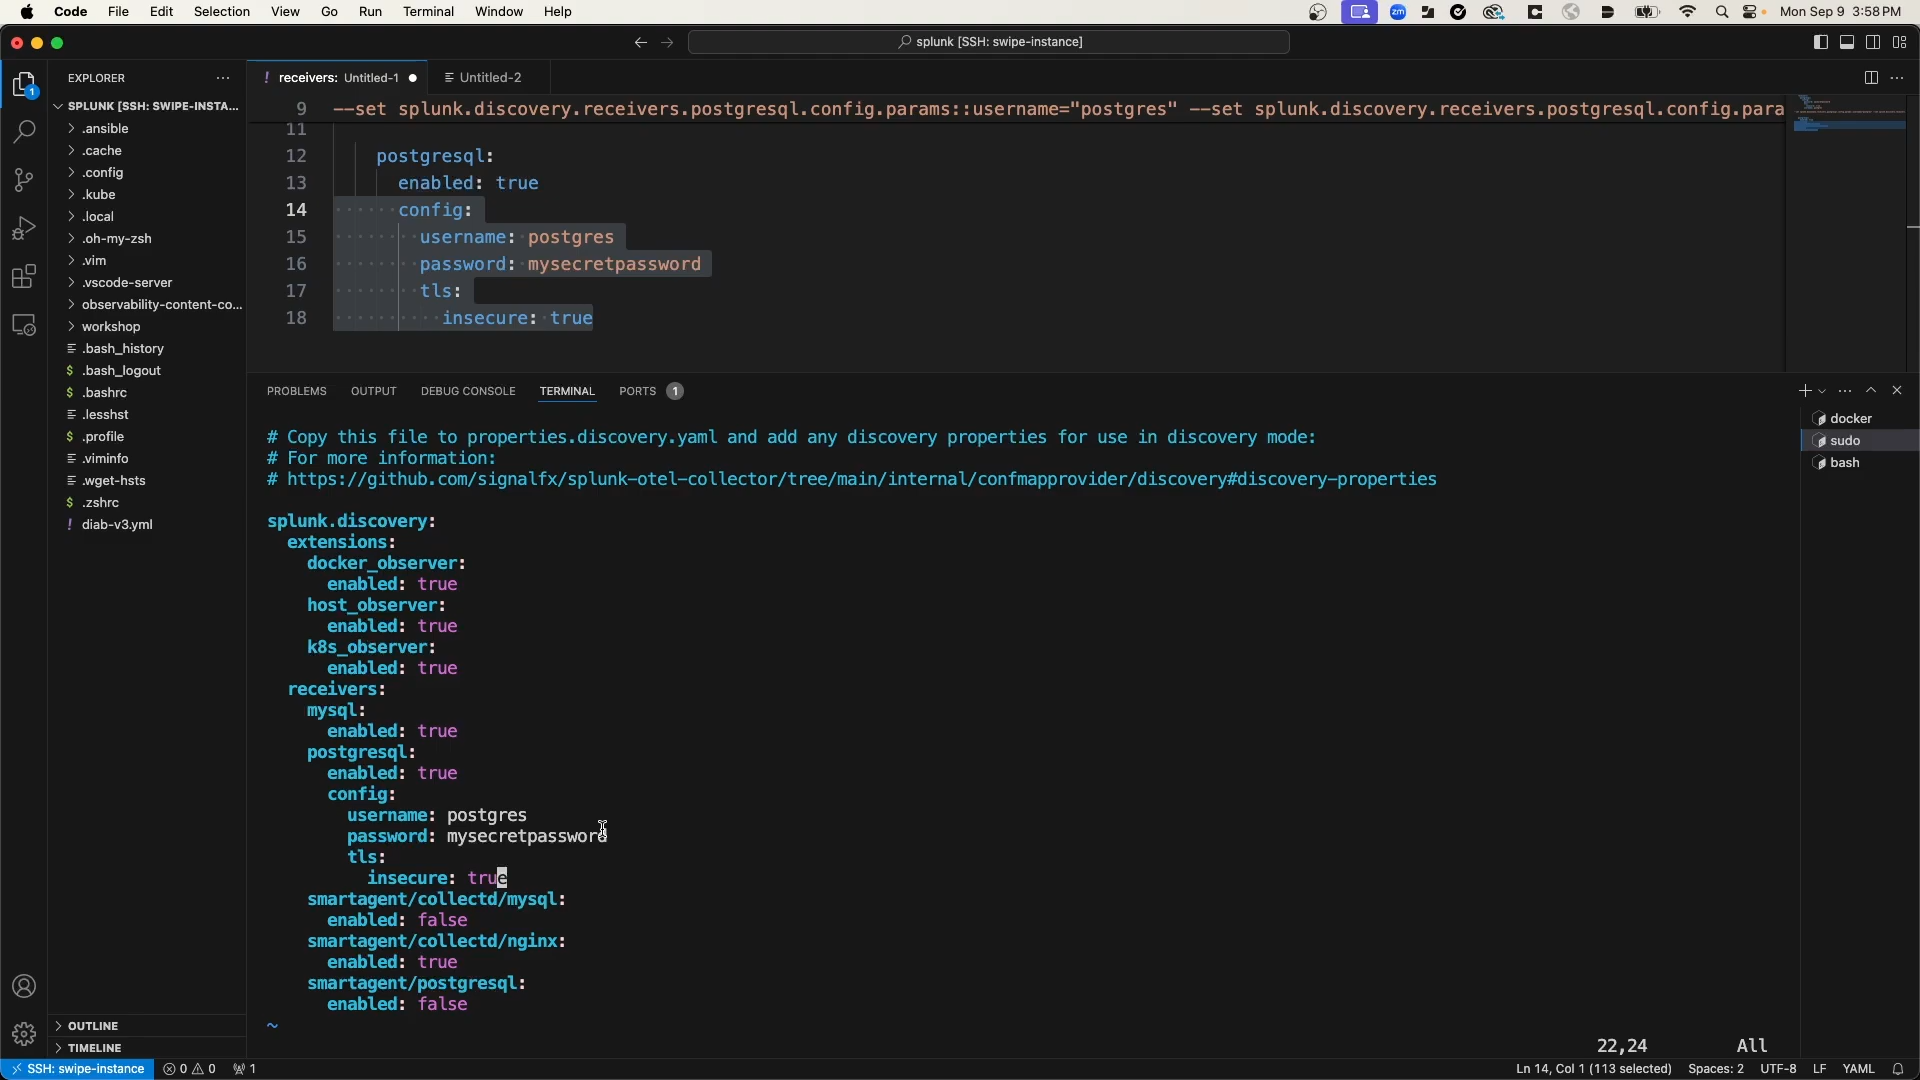 Code File Edit Selection View Go Run Terminal Window Help
zm
Mon Sep 9 3:58 PM
splunk [SSH: swipe-instance]
EXPLORER
1
SPLUNK [SSH: SWIPE-INSTA...
.ansible
.cache
.config
.kube
.local
.oh-my-zsh
.vim
.vscode-server
observability-content-co...
workshop
.bash_history
$ .bash_logout
$ .bashrc
.lesshst
$ .profile
.viminfo
.wget-hsts
$ .zshrc
! diab-v3.yml
OUTLINE
TIMELINE
! receivers: Untitled-1
Untitled-2
9 --set splunk.discovery.receivers.postgresql.config.params::username="postgres" --set splunk.discovery.receivers.postgresql.config.para
11
12 postgresql:
13 enabled: true
14 config:
15 username: postgres
16 password: mysecretpassword
17 tls:
18 insecure: true
PROBLEMS OUTPUT DEBUG CONSOLE TERMINAL PORTS 1
docker
sudo
bash
# Copy this file to properties.discovery.yaml and add any discovery properties for use in discovery mode:
# For more information:
# https://github.com/signalfx/splunk-otel-collector/tree/main/internal/confmapprovider/discovery#discovery-properties
splunk.discovery:
extensions:
docker_observer:
enabled: true
host_observer:
enabled: true
k8s_observer:
enabled: true
receivers:
mysql:
enabled: true
postgresql:
enabled: true
config:
username: postgres
password: mysecretpassword
tls:
insecure: true
smartagent/collectd/mysql:
enabled: false
smartagent/collectd/nginx:
enabled: true
smartagent/postgresql:
enabled: false
~
22,24 All
SSH: swipe-instance 0 0 1
Ln 14, Col 1 (113 selected) Spaces: 2 UTF-8 LF YAML